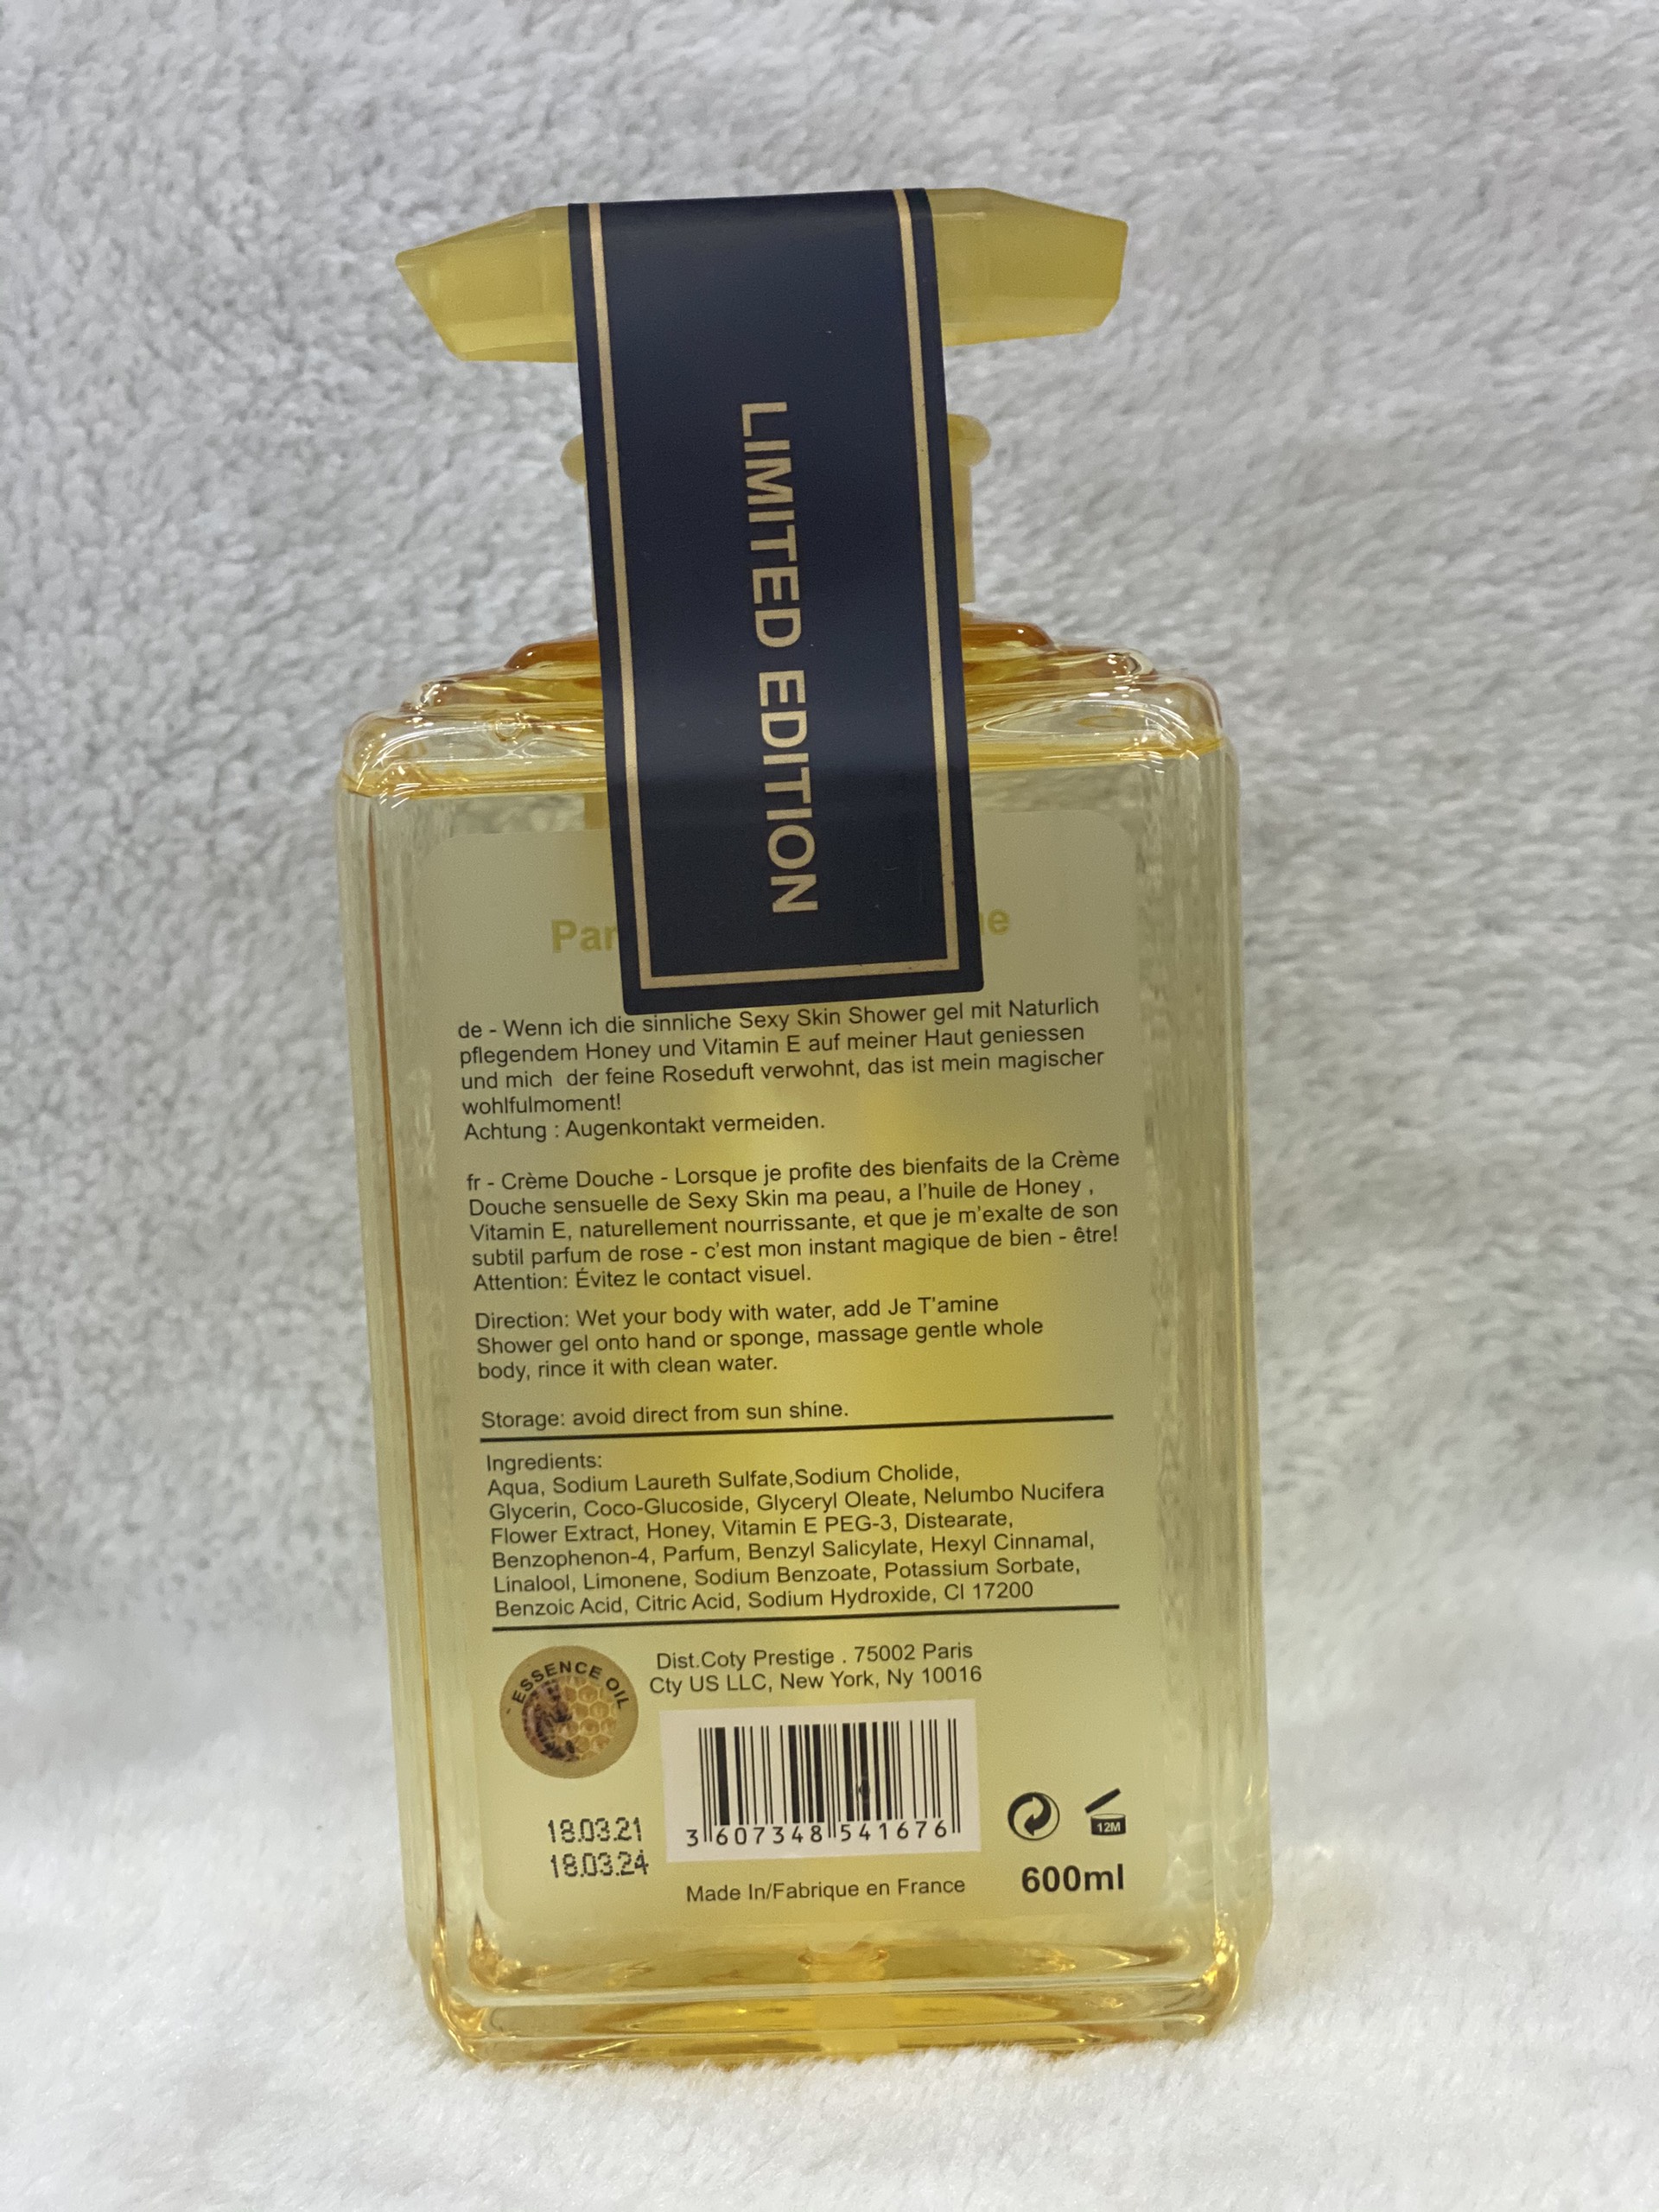 LIMITED EDITION
de - Wenn ich die sinnliche Sexy Skin Shower gel mit Naturlich
pflegendem Honey und Vitamin E auf meiner Haut geniessen
und mich der feine Roseduft verwohnt, das ist mein magischer
wohlfulmoment!
Achtung : Augenkontakt vermeiden.
fr - Crème Douche - Lorsque je profite des bienfaits de la Crème
Douche sensuelle de Sexy Skin ma peau, a l'huile de Honey ,
Vitamin E, naturellement nourrissante, et que je m'exalte de son
subtil parfum de rose - c'est mon instant magique de bien - être!
Attention: Évitez le contact visuel.
Direction: Wet your body with water, add Je T'amine
Shower gel onto hand or sponge, massage gentle whole
body, rince it with clean water.
Storage: avoid direct from sun shine.
Ingredients:
Aqua, Sodium Laureth Sulfate,Sodium Cholide,
Glycerin, Coco-Glucoside, Glyceryl Oleate, Nelumbo Nucifera
Flower Extract, Honey, Vitamin E PEG-3, Distearate,
Benzophenon-4, Parfum, Benzyl Salicylate, Hexyl Cinnamal,
Linalool, Limonene, Sodium Benzoate, Potassium Sorbate,
Benzoic Acid, Citric Acid, Sodium Hydroxide, CI 17200
ESSENCE OIL
Dist.Coty Prestige . 75002 Paris
Cty US LLC, New York, Ny 10016
18.03.21
18.03.24
3 607348 541676
12M
Made In/Fabrique en France
600ml